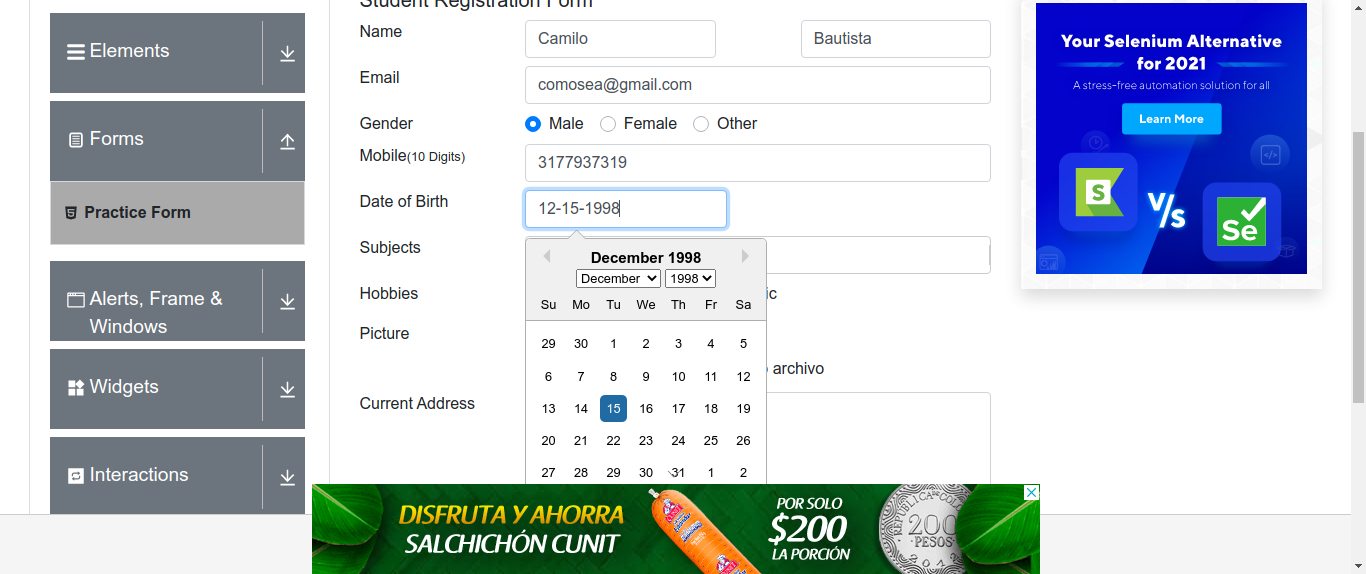 Student Registration Form
Elements
Forms
Practice Form
Alerts, Frame &
Windows
Widgets
Interactions
Name
Camilo
Bautista
Email
comosea@gmail.com
Gender
Male
Female
Other
Mobile(10 Digits)
3177937319
Date of Birth
12-15-1998
Subjects
Hobbies
ic
Picture
archivo
Current Address
December 1998
December
1998
Su Mo Tu We Th Fr Sa
29 30 1 2 3 4 5
6 7 8 9 10 11 12
13 14 15 16 17 18 19
20 21 22 23 24 25 26
27 28 29 30 31 1 2
Your Selenium Alternative
for 2021
A stress-free automation solution for all
Learn More
S
V/s
Se
DISFRUTA Y AHORRA
SALCHICHÓN CUNIT
POR SOLO
$200
LA PORCIÓN
200
PESOS